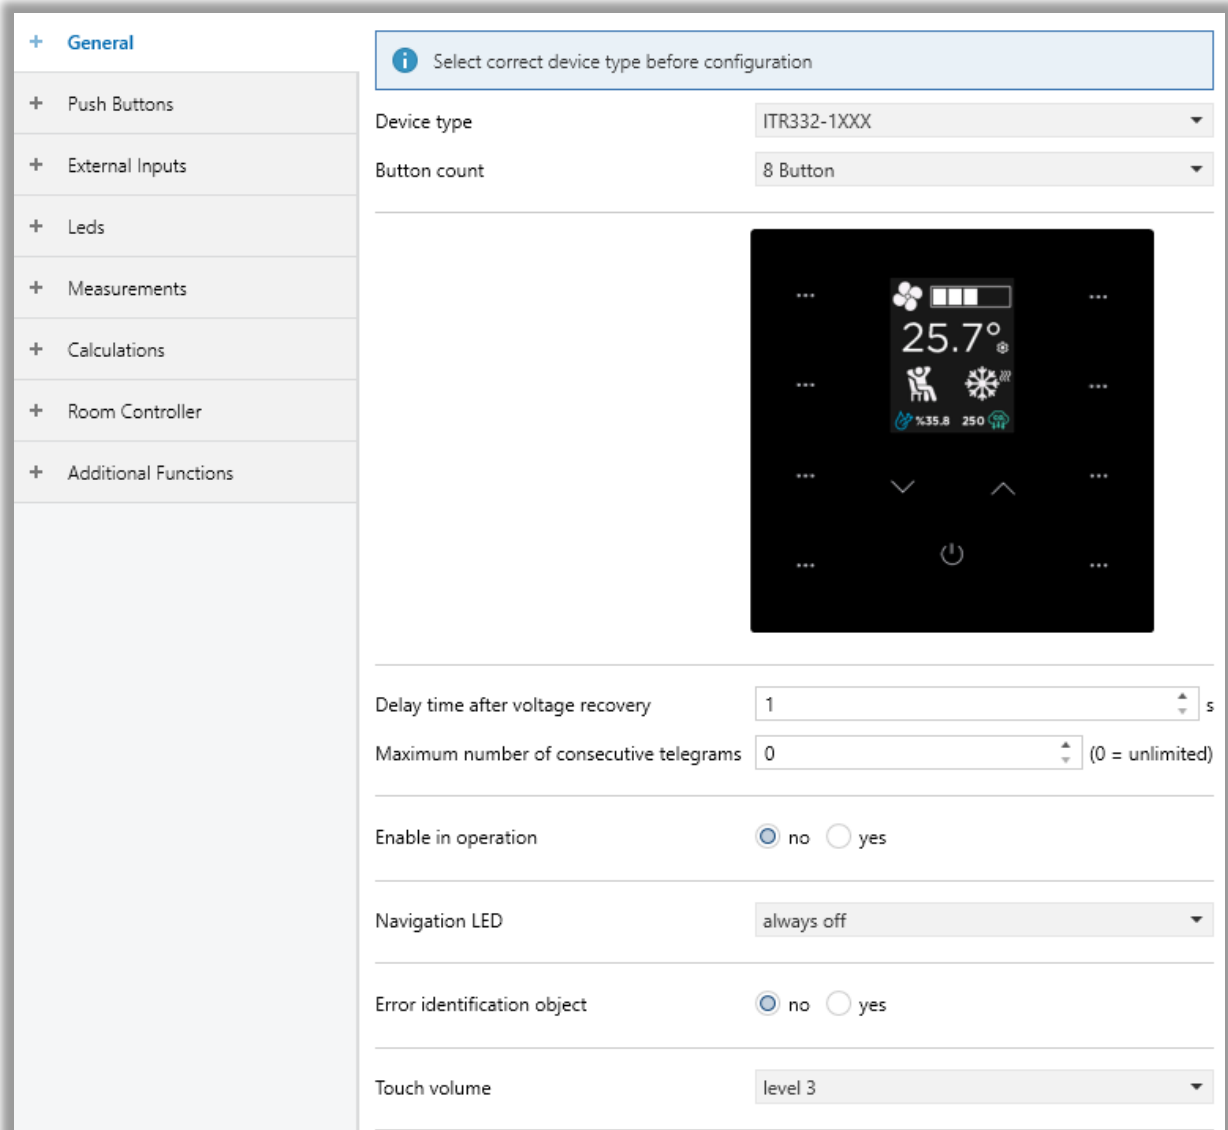 General
Push Buttons
External Inputs
Leds
Measurements
Calculations
Room Controller
Additional Functions
Select correct device type before configuration
Device type ITR332-1XXX
Button count 8 Button
25.7°
%35.8 250
Delay time after voltage recovery 1 s
Maximum number of consecutive telegrams 0 (0 = unlimited)
Enable in operation no yes
Navigation LED always off
Error identification object no yes
Touch volume level 3